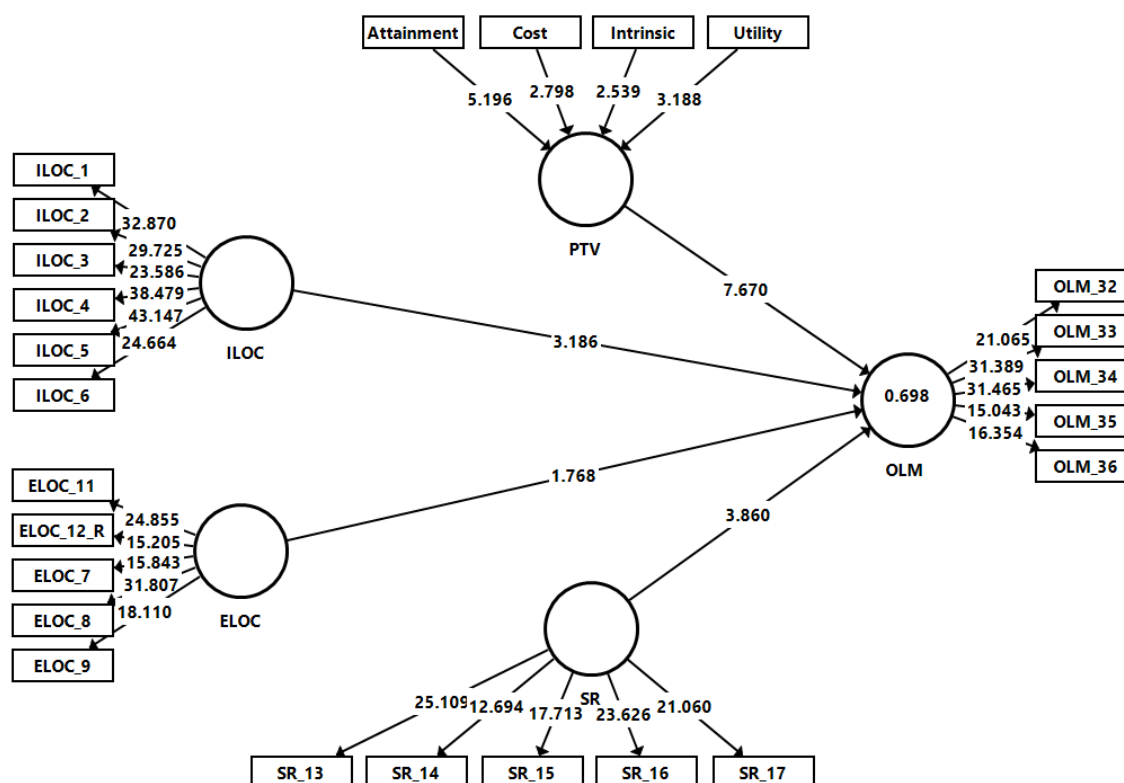 Attainment
Cost
Intrinsic
Utility
5.196
2.798
2.539
3.188
PTV
ILOC_1
ILOC_2
ILOC_3
ILOC_4
ILOC_5
ILOC_6
32.870
29.725
23.586
38.479
43.147
24.664
ILOC
7.670
3.186
1.768
3.860
0.698
OLM
21.065
31.389
31.465
15.043
16.354
OLM_32
OLM_33
OLM_34
OLM_35
OLM_36
ELOC_11
ELOC_12_R
ELOC_7
ELOC_8
ELOC_9
24.855
15.205
15.843
31.807
18.110
ELOC
SR
25.109
12.694
17.713
23.626
21.060
SR_13
SR_14
SR_15
SR_16
SR_17